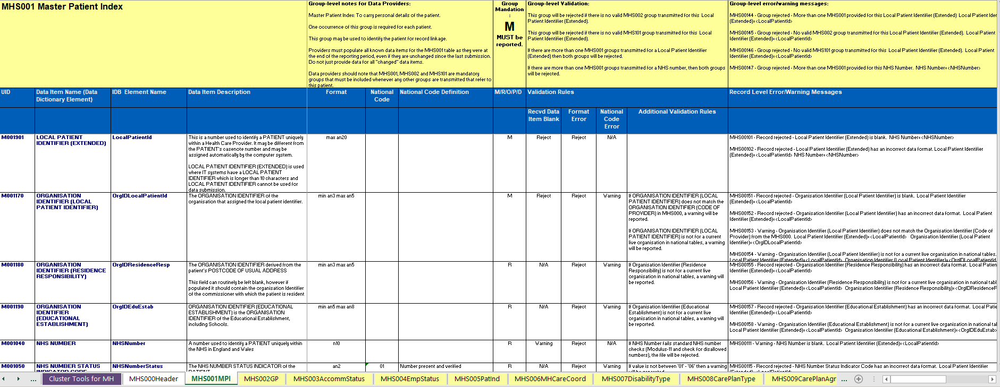 MHS001 Master Patient Index
Group-level notes for Data Providers:
Master Patient Index: To carry personal details of the patient.
One occurrence of this group is required for each patient.
This group may be used to identify the patient for record linkage.
Providers must populate all known data items for the MHS001 table as they were at
the end of the reporting period, even if they are unchanged since the last submission.
Do not just provide data for all "changed" data items.
Data providers should note that MHS001, MHS002 and MHS101 are mandatory
groups that must be included whenever any other groups are transmitted that refer to
this patient.
Group
Mandation
:
M
MUST be
reported.
Group-level Validation:
This group will be rejected if there is no valid MHS002 group transmitted for this Local
Patient Identifier (Extended).
This group will be rejected if there is no valid MHS101 group transmitted for this Local
Patient Identifier (Extended).
If there are more than one MHS001 groups transmitted for a Local Patient Identifier
(Extended) then both groups will be rejected.
If there are more than one MHS001 groups transmitted for a NHS number, then both groups
will be rejected.
Group-level error/warning messages:
MHS00144 - Group rejected - More than one MHS001 provided for this Local Patient Identifier (Extended) Local Patient Iden
(Extended)=<LocalPatientId>
MHS00145 - Group rejected - No valid MHS002 group transmitted for this Local Patient Identifier (Extended). Local Patient
Identifier (Extended)=<LocalPatientId>
MHS00146 - Group rejected - No valid MHS101 group transmitted for this Local Patient Identifier (Extended). Local Patient
Identifier (Extended)=<LocalPatientId>
MHS00147 - Group rejected - More than one MHS001 provided for this NHS Number. NHS Number=<NHSNumber>
UID
Data Item Name (Data
Dictionary Element)
IDB Element Name
Data Item Description
Format
National
Code
National Code Definition
M/R/O/P/D
Validation Rules
Record Level Error/Warning Messages
Recvd Data
Item Blank
Format
Error
National
Code
Error
Additional Validation Rules
M001901
LOCAL PATIENT
IDENTIFIER (EXTENDED)
LocalPatientId
This is a number used to identify a PATIENT uniquely
within a Health Care Provider. It may be different from
the PATIENT's casenote number and may be
assigned automatically by the computer system.
LOCAL PATIENT IDENTIFIER (EXTENDED) is used
where IT systems have a LOCAL PATIENT
IDENTIFIER which is longer than 10 characters and
LOCAL PATIENT IDENTIFIER cannot be used for
data submission.
max an20
M
Reject
Reject
N/A
MHS00101 - Record rejected - Local Patient Identifier (Extended) is blank. NHS Number=<NHSNumber>
MHS00102 - Record rejected - Local Patient Identifier (Extended) has an incorrect data format. Local Patient Identifier
(Extended)=<LocalPatientId> NHS Number=<NHSNumber>
M001170
ORGANISATION
IDENTIFIER (LOCAL
PATIENT IDENTIFIER)
OrgIDLocalPatientId
The ORGANISATION IDENTIFIER of the
organisation that assigned the local patient identifier.
min an3 max an5
M
Reject
Reject
Warning
If ORGANISATION IDENTIFIER (LOCAL
PATIENT IDENTIFIER) does not match the
ORGANISATION IDENTIFIER (CODE OF
PROVIDER) in MHS000, a warning will be
reported.
If ORGANISATION IDENTIFIER (LOCAL
PATIENT IDENTIFIER) is not for a current
live organisation in national tables, a warning
will be reported.
MHS00151 - Record rejected - Organisation Identifier (Local Patient Identifier) is blank. Local Patient Identifier
(Extended)=<LocalPatientId>
MHS00152 - Record rejected - Organisation Identifier (Local Patient Identifier) has an incorrect data format. Local Patient
Identifier (Extended)=<LocalPatientId>
MHS00153 - Warning - Organisation Identifier (Local Patient Identifier) does not match the Organisation Identifier (Code of
Provider) from the MHS000. Local Patient Identifier (Extended)=<LocalPatientId> Organisation Identifier (Local Patient
Identifier)=<OrgIDLocalPatientId>
MHS00154 - Warning - Organisation Identifier (Local Patient Identifier) is not for a current live organisation in national tables.
Local Patient Identifier (Extended)=<LocalPatientId> Organisation Identifier (Local Patient Identifier)=<OrgIDLocalPatientId
M001180
ORGANISATION
IDENTIFIER (RESIDENCE
RESPONSIBILITY)
OrgIDResidenceResp
The ORGANISATION IDENTIFIER derived from the
patient's POSTCODE OF USUAL ADDRESS
This field can routinely be left blank, however if
populated it should contain the organisation Identifier
of the commissioner with which the patient is resident
min an3 max an5
R
N/A
Reject
Warning
If Organisation Identifier (Residence
Responsibility) is not for a current live
organisation in national tables, a warning will
be reported.
MHS00155 - Record rejected - Organisation Identifier (Residence Responsibility) has an incorrect data format. Local Patien
Identifier (Extended)=<LocalPatientId>
MHS00156 - Warning - Organisation Identifier (Residence Responsibility) is not for a current live organisation in national tabl
Local Patient Identifier (Extended)=<LocalPatientId> Organisation Identifier (Residence Responsibility)=<OrgIDResidenceR
M001190
ORGANISATION
IDENTIFIER
(EDUCATIONAL
ESTABLISHMENT)
OrgIDEduEstab
ORGANISATION IDENTIFIER (EDUCATIONAL
ESTABLISHMENT) is the ORGANISATION
IDENTIFIER of the Educational Establishment,
including Schools.
min an5 max an8
R
N/A
Reject
Warning
If Organisation Identifier (Educational
Establishment) is not for a current live
organisation in national tables, a warning will
be reported.
MHS00157 - Record rejected - Organisation Identifier (Educational Establishment) has an incorrect data format. Local Patie
Identifier (Extended)=<LocalPatientId>
MHS00158 - Warning - Organisation Identifier (Educational Establishment) is not for a current live organisation in national tal
Local Patient Identifier (Extended)=<LocalPatientId> Organisation Identifier (Educational Establishment)=<OrgIDEduEstab>
M001040
NHS NUMBER
NHSNumber
A number used to identify a PATIENT uniquely within
the NHS in England and Wales
n10
R
Warning
Reject
N/A
If NHS Number fails standard NHS number
checks (Modulus-11 and check for disallowed
numbers), the file will be rejected.
MHS00111 - Warning - NHS Number is blank. Local Patient Identifier (Extended)=<LocalPatientId>
M001050
NHS NUMBER STATUS
INDICATOR CODE
NHSNumberStatus
The NHS NUMBER STATUS INDICATOR of the
PATIENT
an2
01
Number present and verified
R
N/A
Reject
Warning
If value is not between '01' - '06' then a warning
MHS00115 - Record rejected - NHS Number Status Indicator Code has an incorrect data format. Local Patient Identifier
(Extended)=<LocalPatientId>
...
Cluster Tools for MH
MHS000Header
MHS001MPI
MHS002GP
MHS003AccommStatus
MHS004EmpStatus
MHS005PatInd
MHS006MHCareCoord
MHS007DisabilityType
MHS008CarePlanType
MHS009CarePlanAgr
...